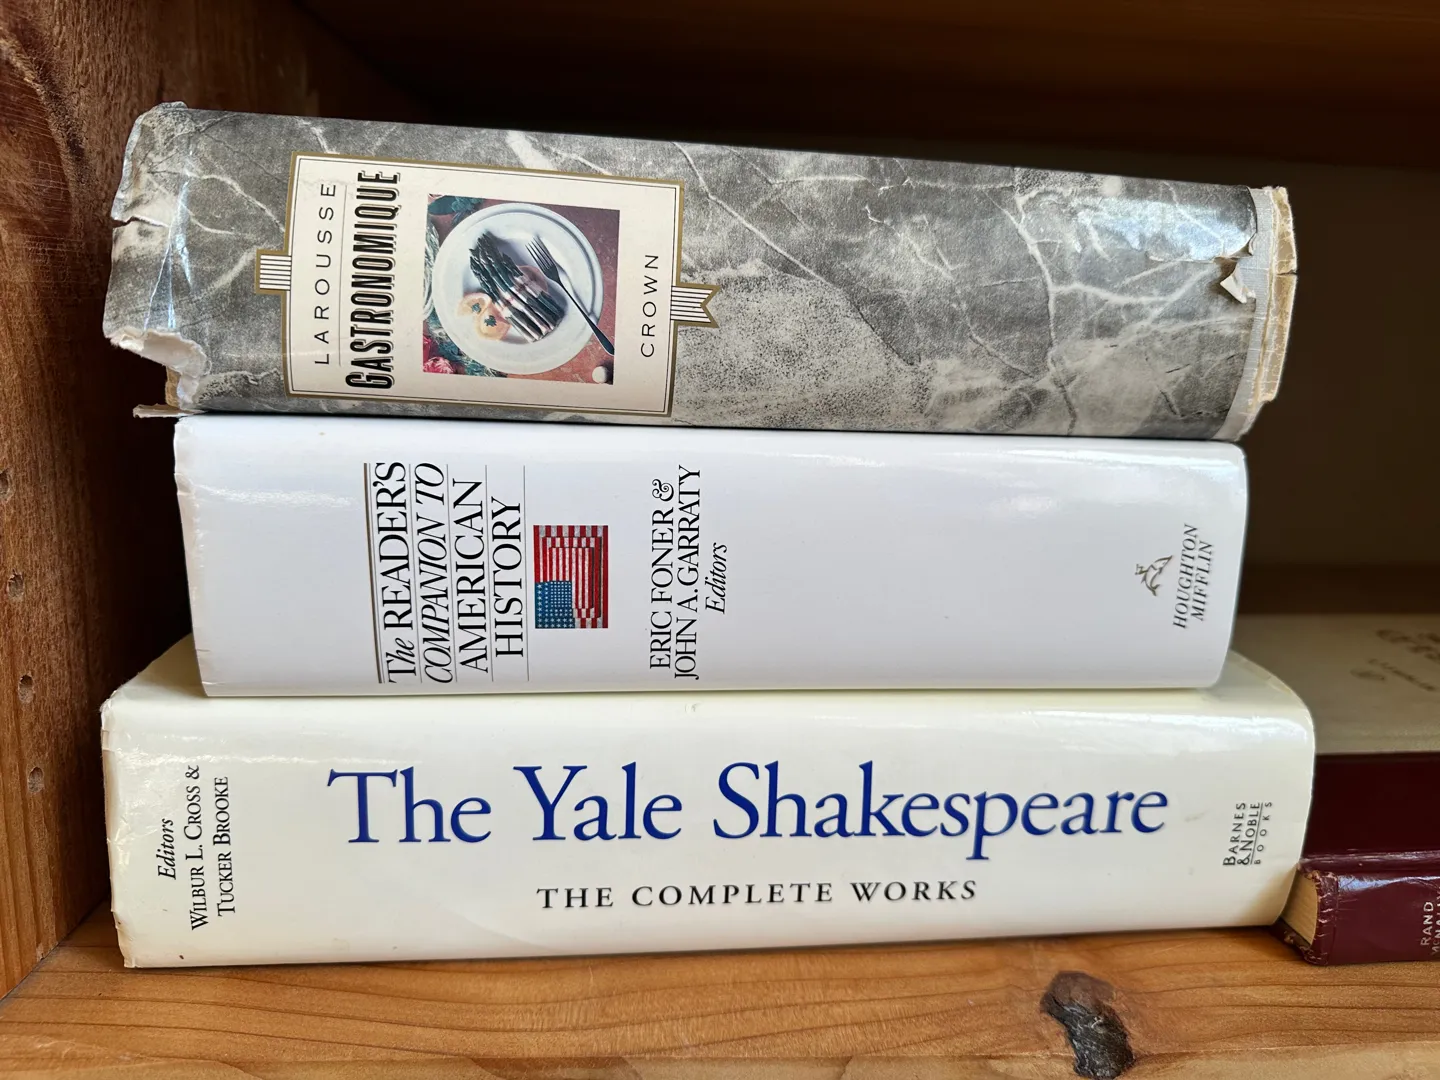 LAROUSSE
GASTRONOMIQUE
CROWN
The READER'S
COMPANION TO
AMERICAN
HISTORY
ERIC FONER &
JOHN A. GARRATY
Editors
HOUGHTON
MIFFLIN
Editors
WILBUR L. CROSS &
TUCKER BROOKE
The Yale Shakespeare
THE COMPLETE WORKS
BARNES
& NOBLE
BOOKS
RAND